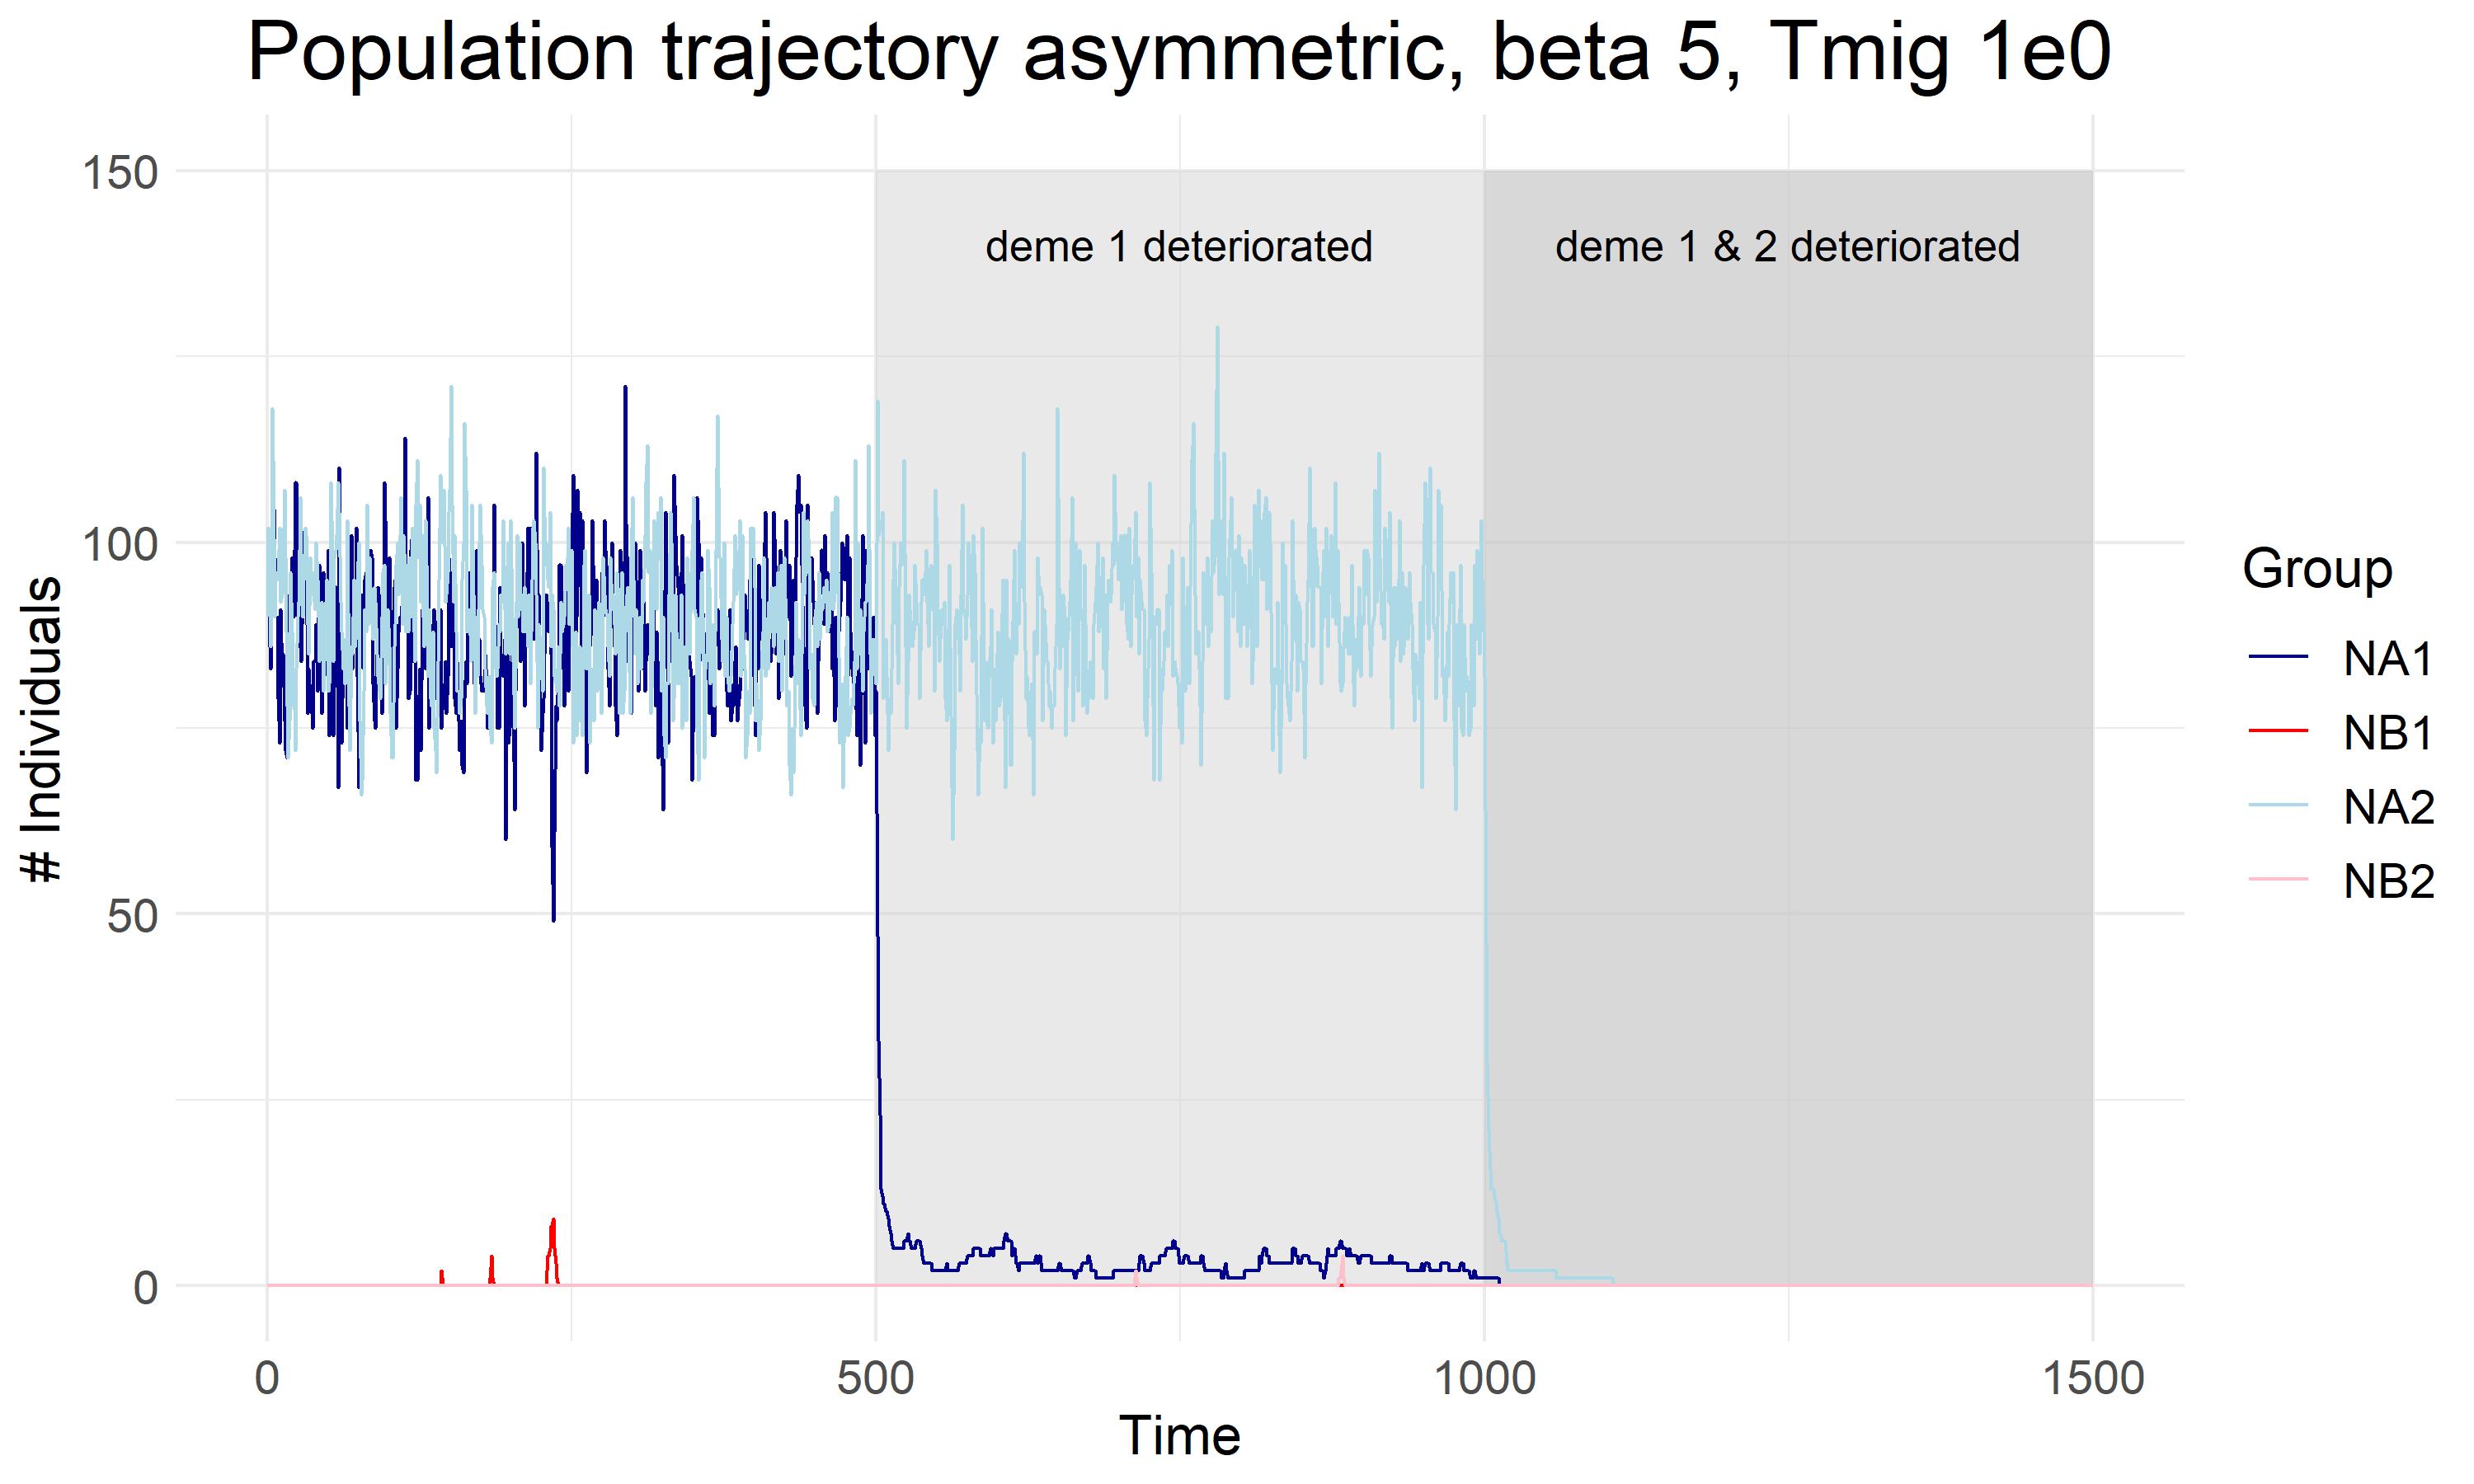 Population trajectory asymmetric, beta 5, Tmig 1e0
150
100
50
0
# Individuals
deme 1 deteriorated
deme 1 & 2 deteriorated
0
500
1000
1500
Time
Group
NA1
NB1
NA2
NB2